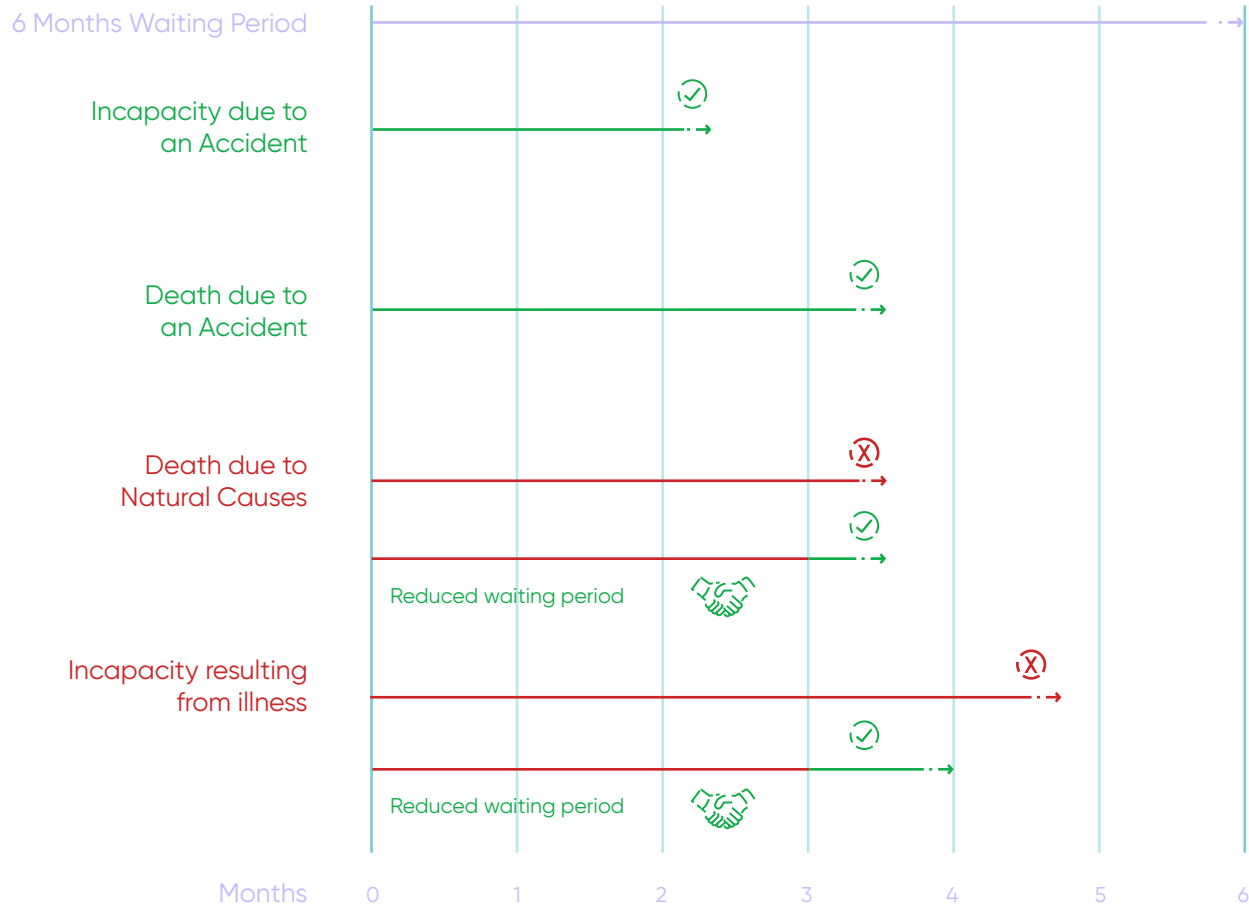 6 Months Waiting Period
Incapacity due to
an Accident
Death due to
an Accident
Death due to
Natural Causes
X
Reduced waiting period
Incapacity resulting
from illness
X
Reduced waiting period
Months 0 1 2 3 4 5 6